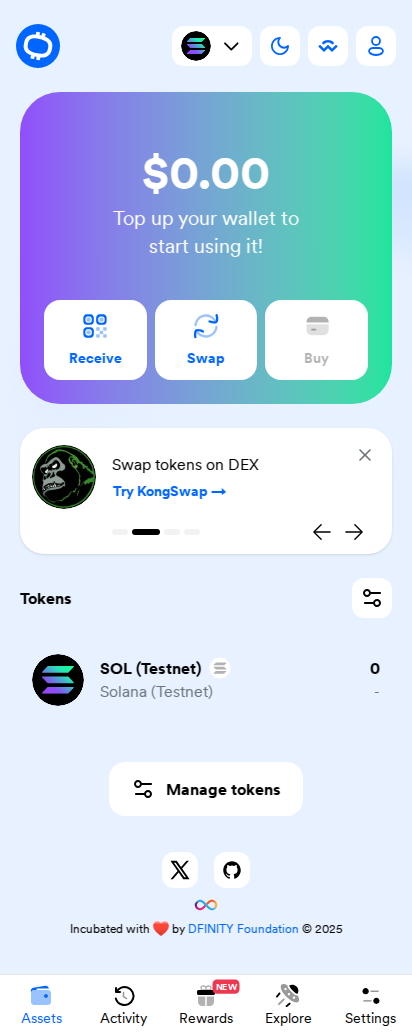 $0.00
Top up your wallet to
start using it!
Receive
Swap
Buy
Swap tokens on DEX
Try KongSwap →
Tokens
SOL (Testnet)
0
Solana (Testnet)
-
Manage tokens
Incubated with ❤️ by DFINITY Foundation © 2025
NEW
Assets
Activity
Rewards
Explore
Settings